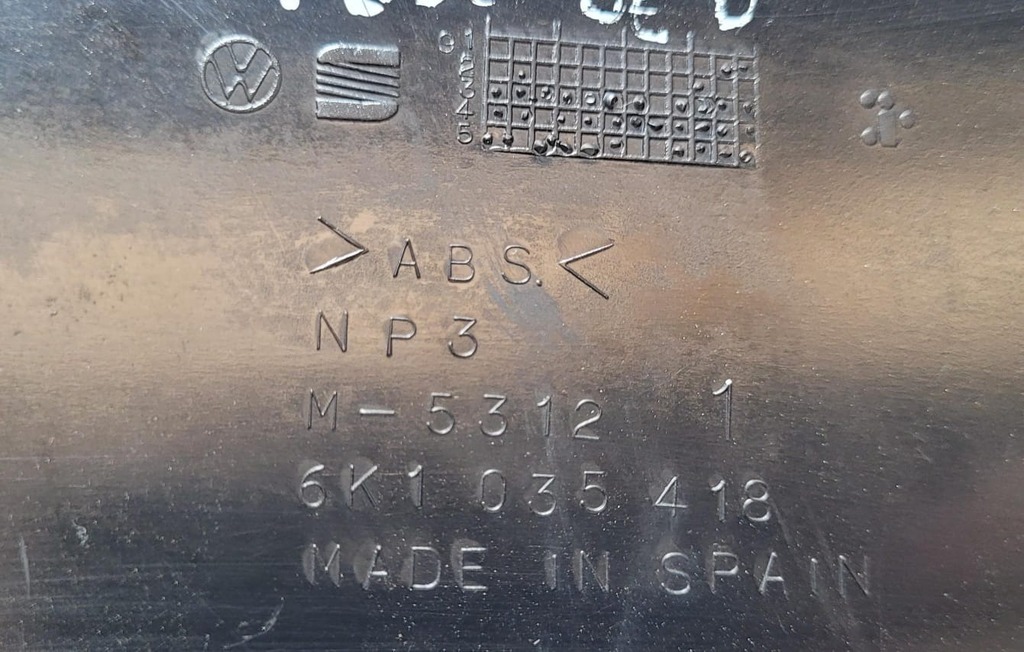 >ABS.<
NP3
M-5312 1
6K1 035 418
MADE IN SPAIN